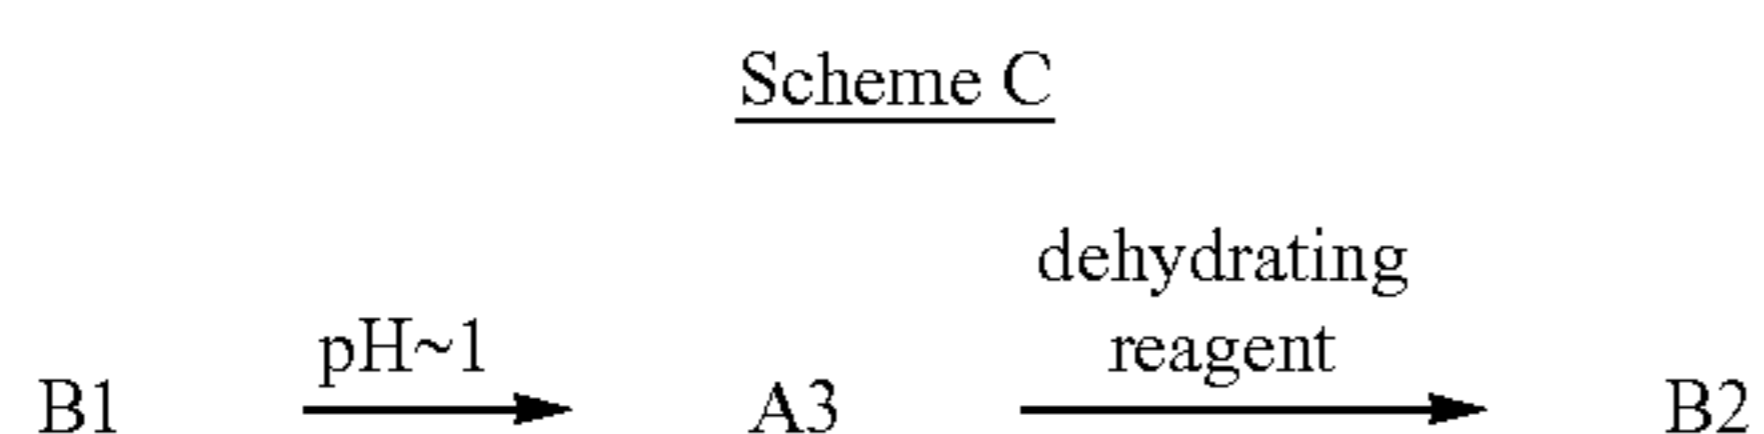 Scheme C
dehydrating
pH~1
reagent
B1
A3
B2